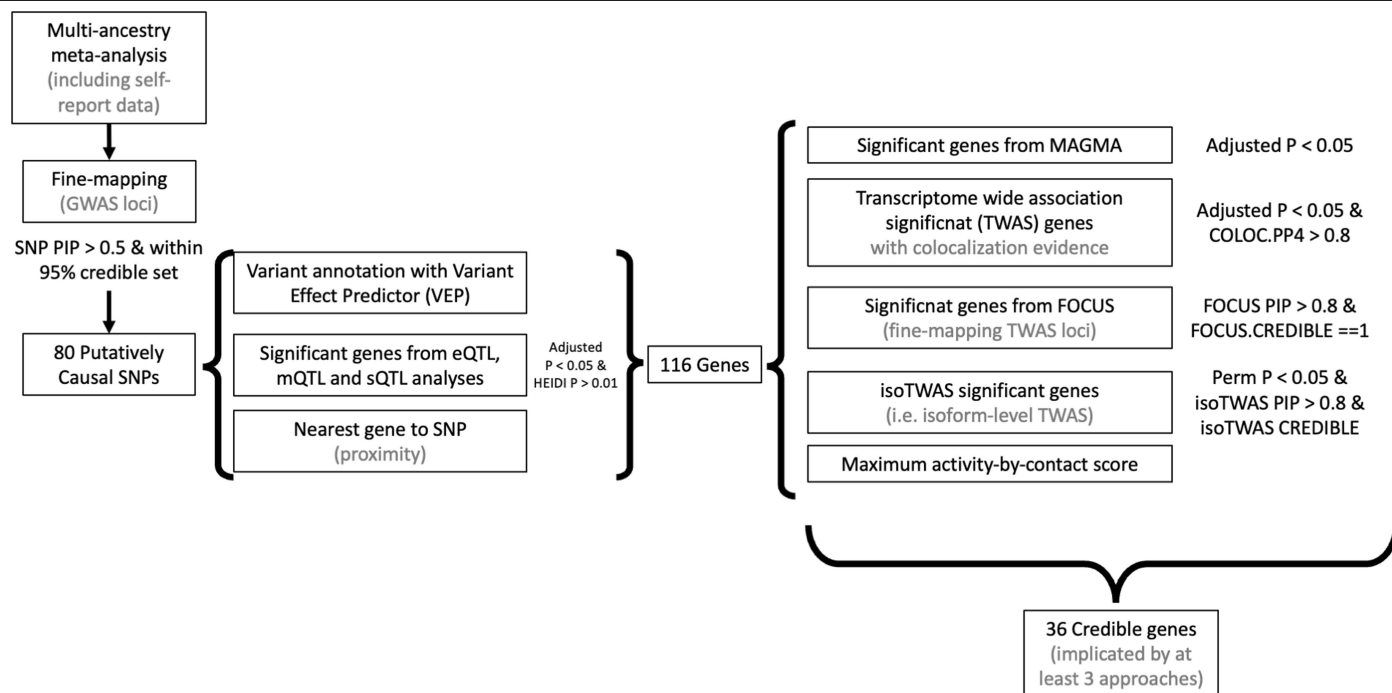 Multi-ancestry
meta-analysis
(including self-
report data)
Fine-mapping
(GWAS loci)
SNP PIP > 0.5 & within
95% credible set
80 Putatively
Causal SNPs
Variant annotation with Variant
Effect Predictor (VEP)
Significant genes from eQTL,
mQTL and sQTL analyses
Nearest gene to SNP
(proximity)
Adjusted
P < 0.05 &
HEIDI P > 0.01
116 Genes
Significant genes from MAGMA
Adjusted P < 0.05
Transcriptome wide association
significnat (TWAS) genes
with colocalization evidence
Adjusted P < 0.05 &
COLOC.PP4 > 0.8
Significnat genes from FOCUS
(fine-mapping TWAS loci)
FOCUS PIP > 0.8 &
FOCUS.CREDIBLE ==1
isoTWAS significant genes
(i.e. isoform-level TWAS)
Perm P < 0.05 &
isoTWAS PIP > 0.8 &
isoTWAS CREDIBLE
Maximum activity-by-contact score
36 Credible genes
(implicated by at
least 3 approaches)